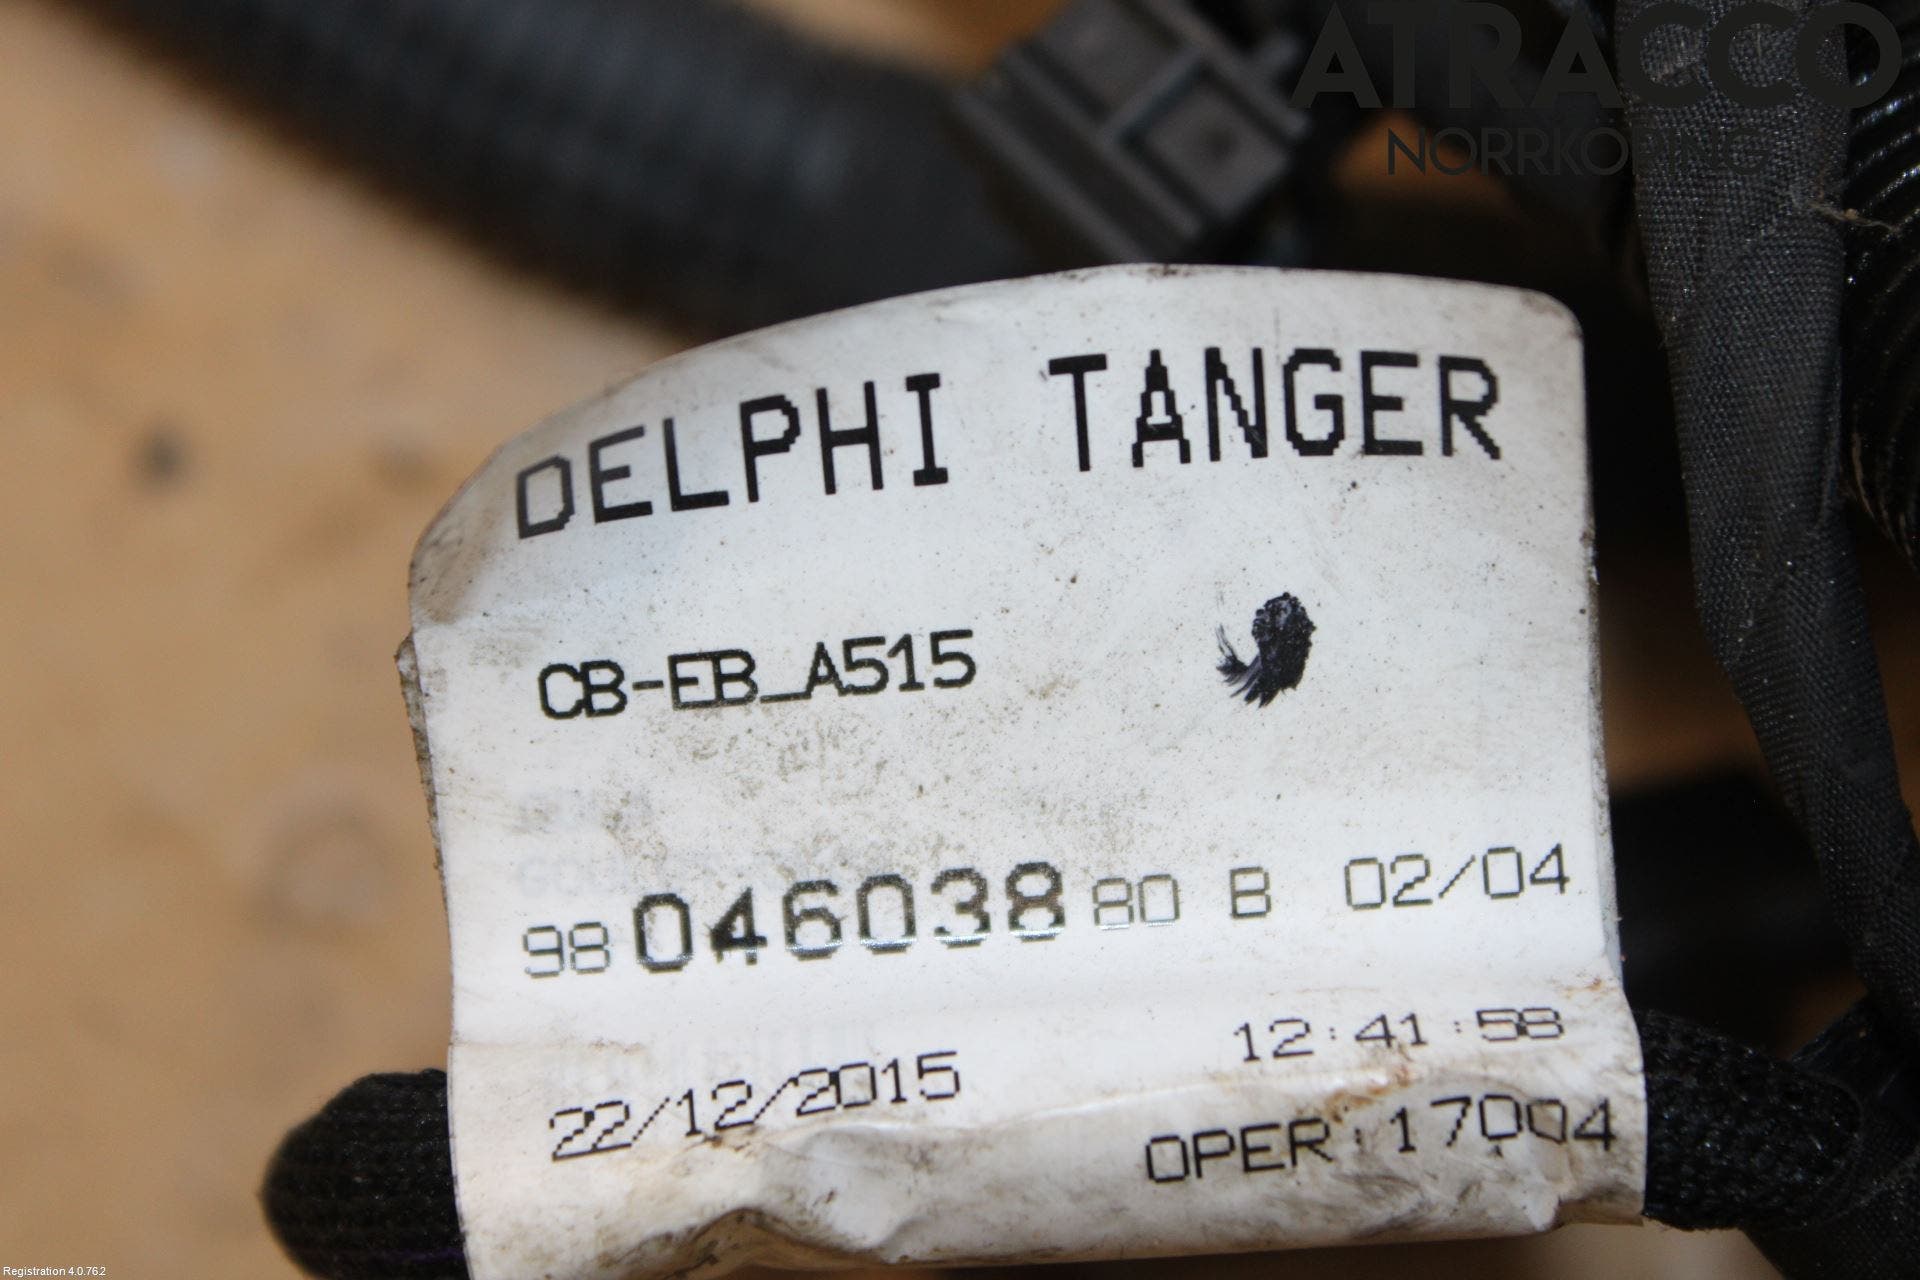 ATRACCO
NORRKÖPING
DELPHI TANGER
CB-EB_A515
98 046038 80 B 02/04
22/12/2015 12:41:58
OPER:17004
Registration 4.0.762